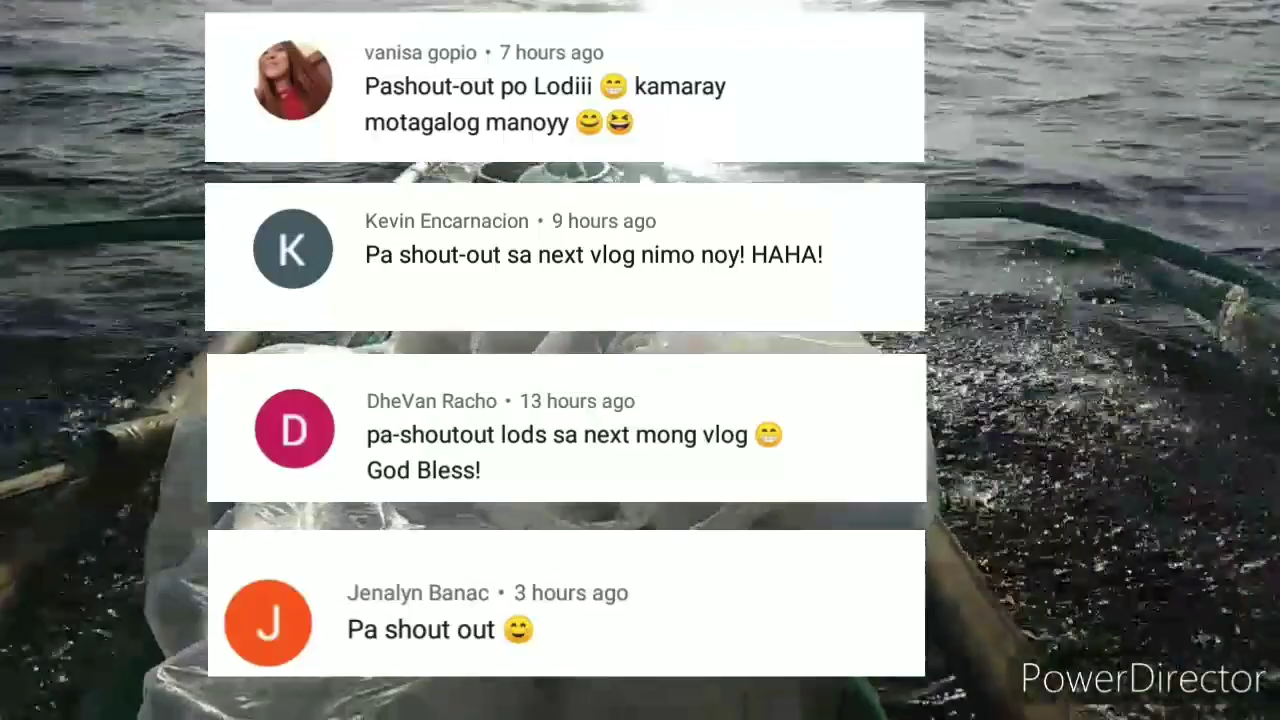 vanisa gopio • 7 hours ago
Pashout-out po Lodiii 😁 kamaray
motagalog manoyy 😊😆
K
Kevin Encarnacion • 9 hours ago
Pa shout-out sa next vlog nimo noy! HAHA!
D
DheVan Racho • 13 hours ago
pa-shoutout lods sa next mong vlog 😁
God Bless!
J
Jenalyn Banac • 3 hours ago
Pa shout out 😄
PowerDirector